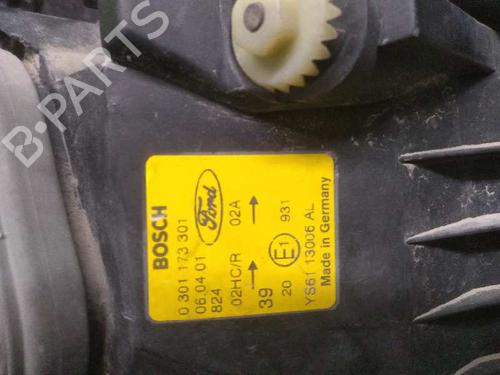 B-PARTS
BOSCH
0 301 173 301
06.04 01
824
Ford
02HC/R 02A
39
20 E1 931
YS61 13006 AL
Made in Germany